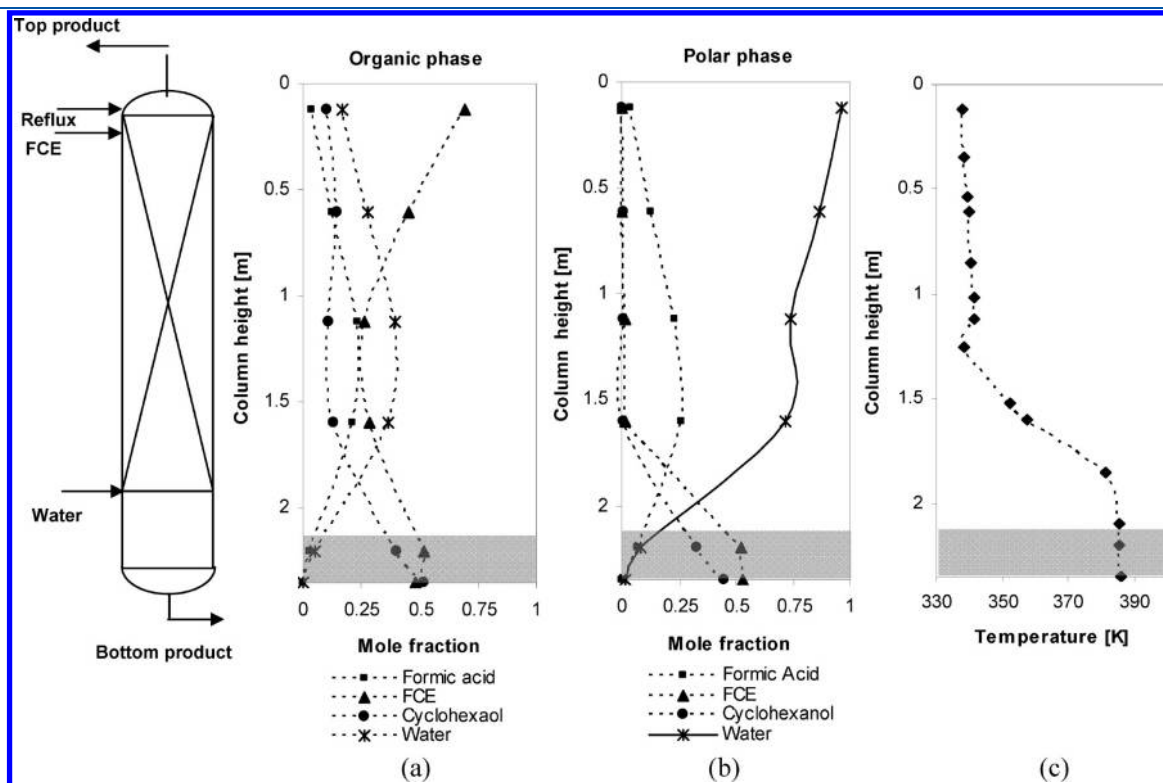 Top product
Reflux
FCE
Water
Bottom product
Organic phase
0
0.5
1
1.5
2
Column height [m]
0 0.25 0.5 0.75 1
Mole fraction
Formic acid
FCE
Cyclohexaol
Water
(a)
Polar phase
0
0.5
1
1.5
2
Column height [m]
0 0.25 0.5 0.75 1
Mole fraction
Formic Acid
FCE
Cyclohexanol
Water
(b)
0
0.5
1
1.5
2
Column height [m]
330 350 370 390
Temperature [K]
(c)